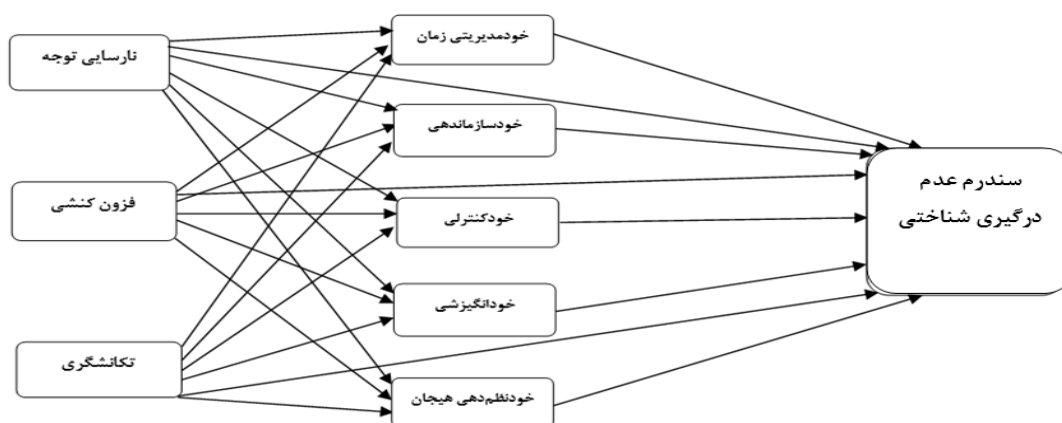 نارسایی توجه
فزون کنشی
تکانشگری
خودمدیریتی زمان
خودسازماندهی
خودکنترلی
خودانگیزشی
خودنظم‌دهی هیجان
سندرم عدم
درگیری شناختی